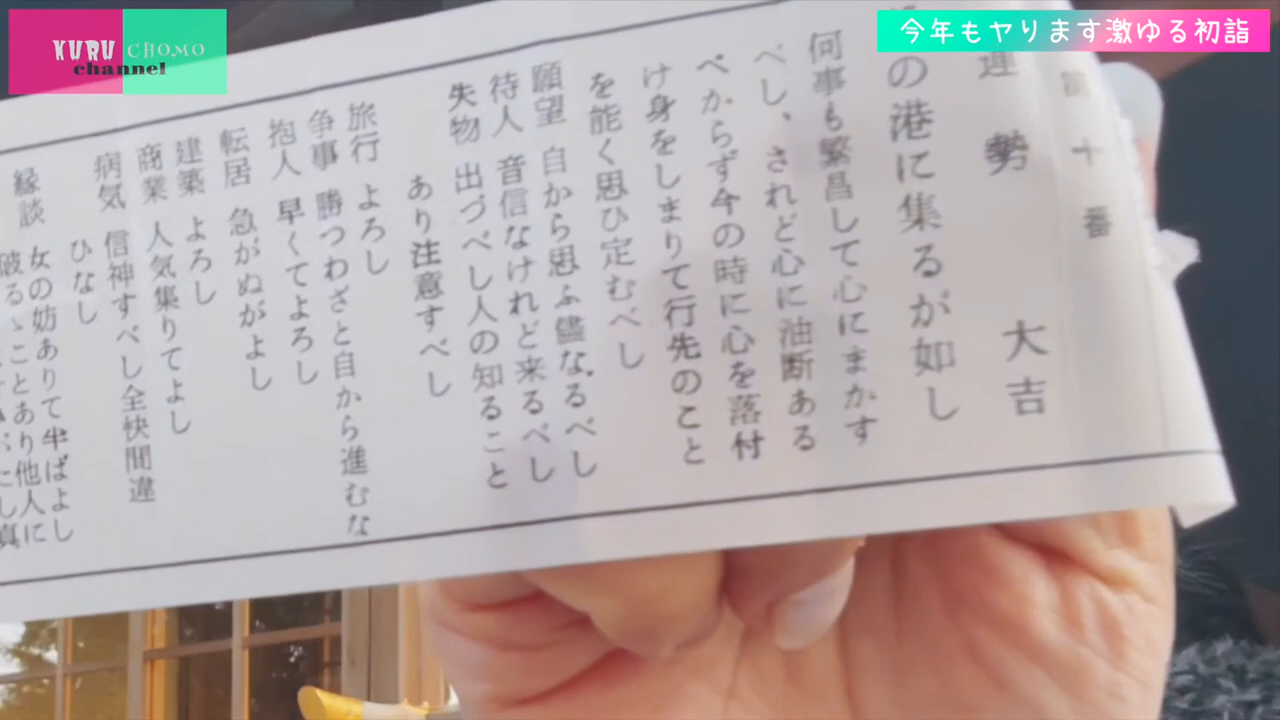 KURU CHOMO
channel
今年もヤります激ゆる初詣
第十番
運勢 大吉
の港に集るが如し
何事も繁昌して心にまかす
べし、されど心に油断ある
べからず今の時に心を落付
け身をしまりて行先のこと
を能く思ひ定むべし
願望 自から思ふ儘なるべし
待人 音信なけれど来るべし
失物 出づべし人の知ること
あり注意すべし
旅行 よろし
争事 勝つわざと自から進むな
抱人 早くてよろし
転居 急がぬがよし
建築 よろし
商業 人気集りてよし
病気 信神すべし全快間違
ひなし
縁談 女の妨ありて半ばよし
破るゝことあり他人に